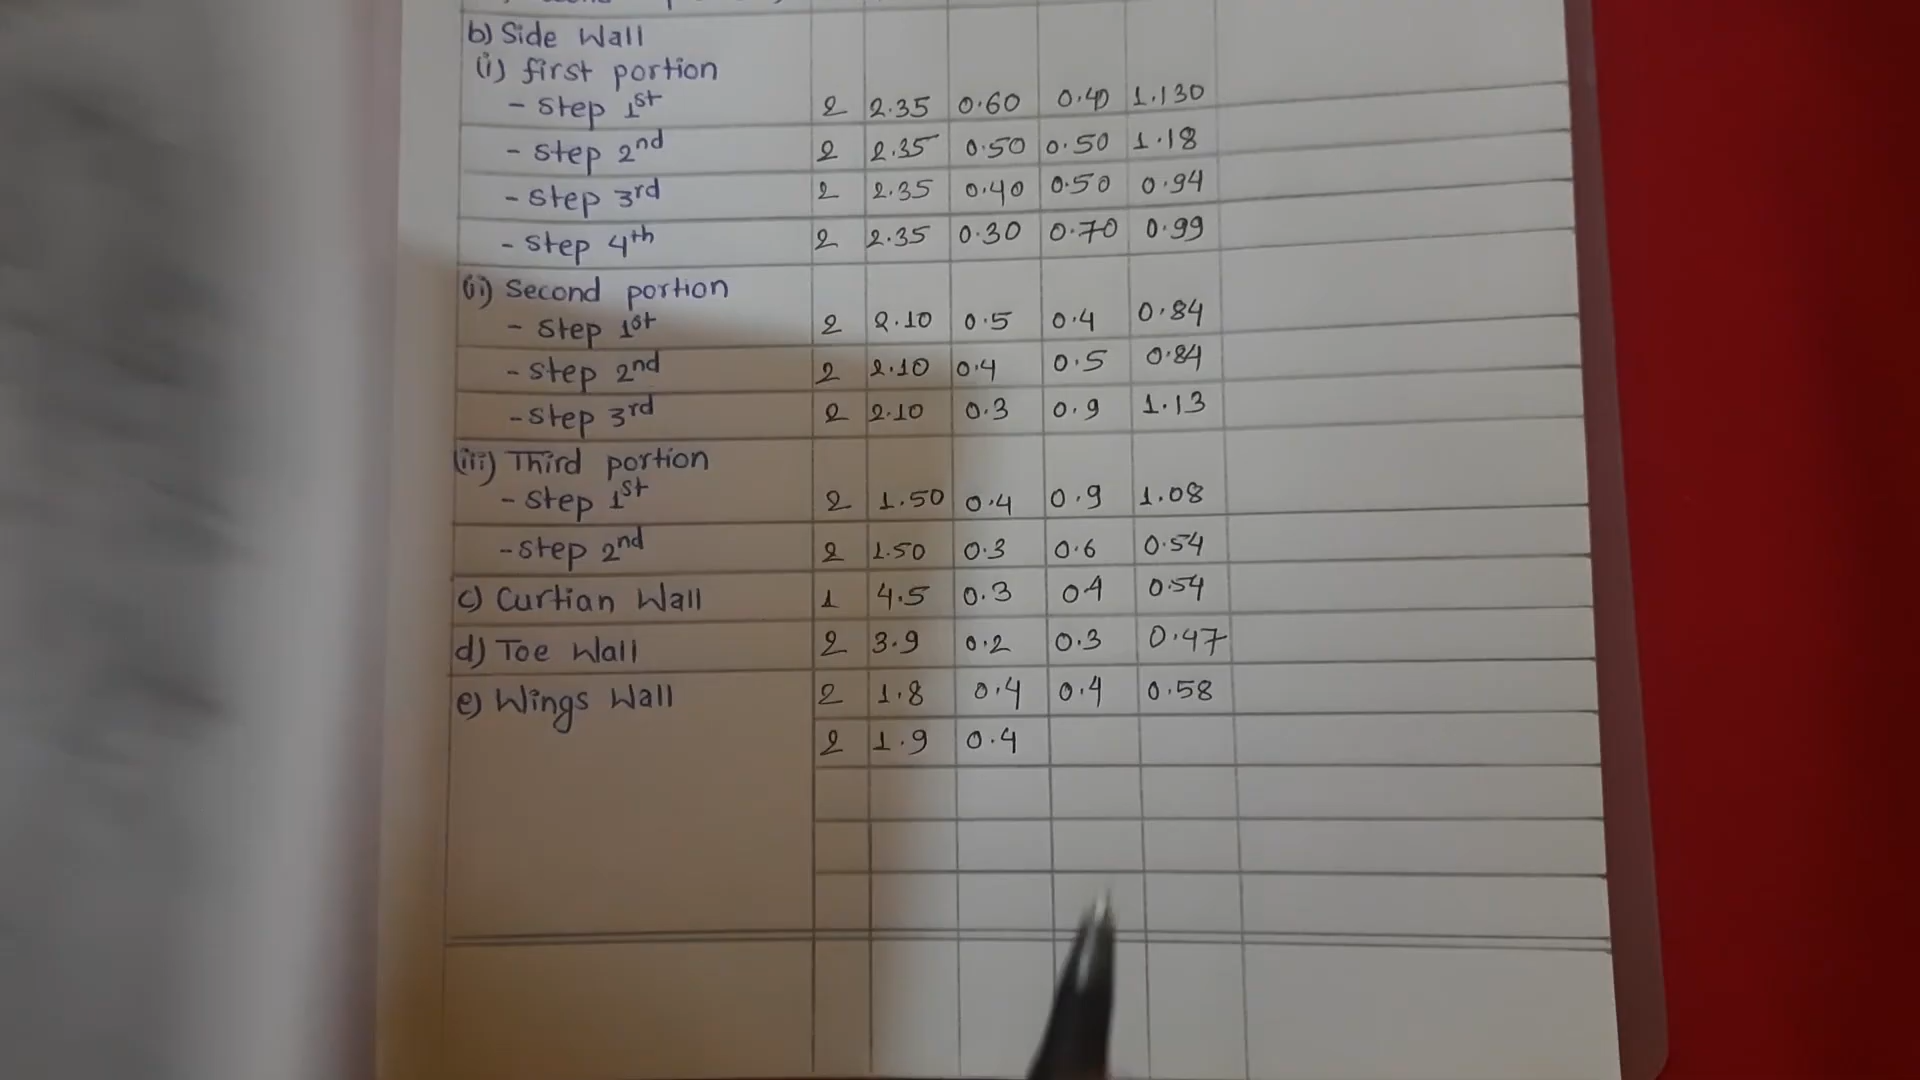 b) Side Wall
(i) first portion
- Step 1st 2 2.35 0.60 0.40 1.130
- Step 2nd 2 2.35 0.50 0.50 1.18
- Step 3rd 2 2.35 0.40 0.50 0.94
- Step 4th 2 2.35 0.30 0.70 0.99
(ii) Second portion
- Step 1st 2 2.10 0.5 0.4 0.84
- Step 2nd 2 2.10 0.4 0.5 0.84
- Step 3rd 2 2.10 0.3 0.9 1.13
(iii) Third portion
- Step 1st 2 1.50 0.4 0.9 1.08
- Step 2nd 2 1.50 0.3 0.6 0.54
c) Curtian Wall 1 4.5 0.3 0.4 0.54
d) Toe Wall 2 3.9 0.2 0.3 0.47
e) Wings Wall 2 1.8 0.4 0.4 0.58
2 1.9 0.4